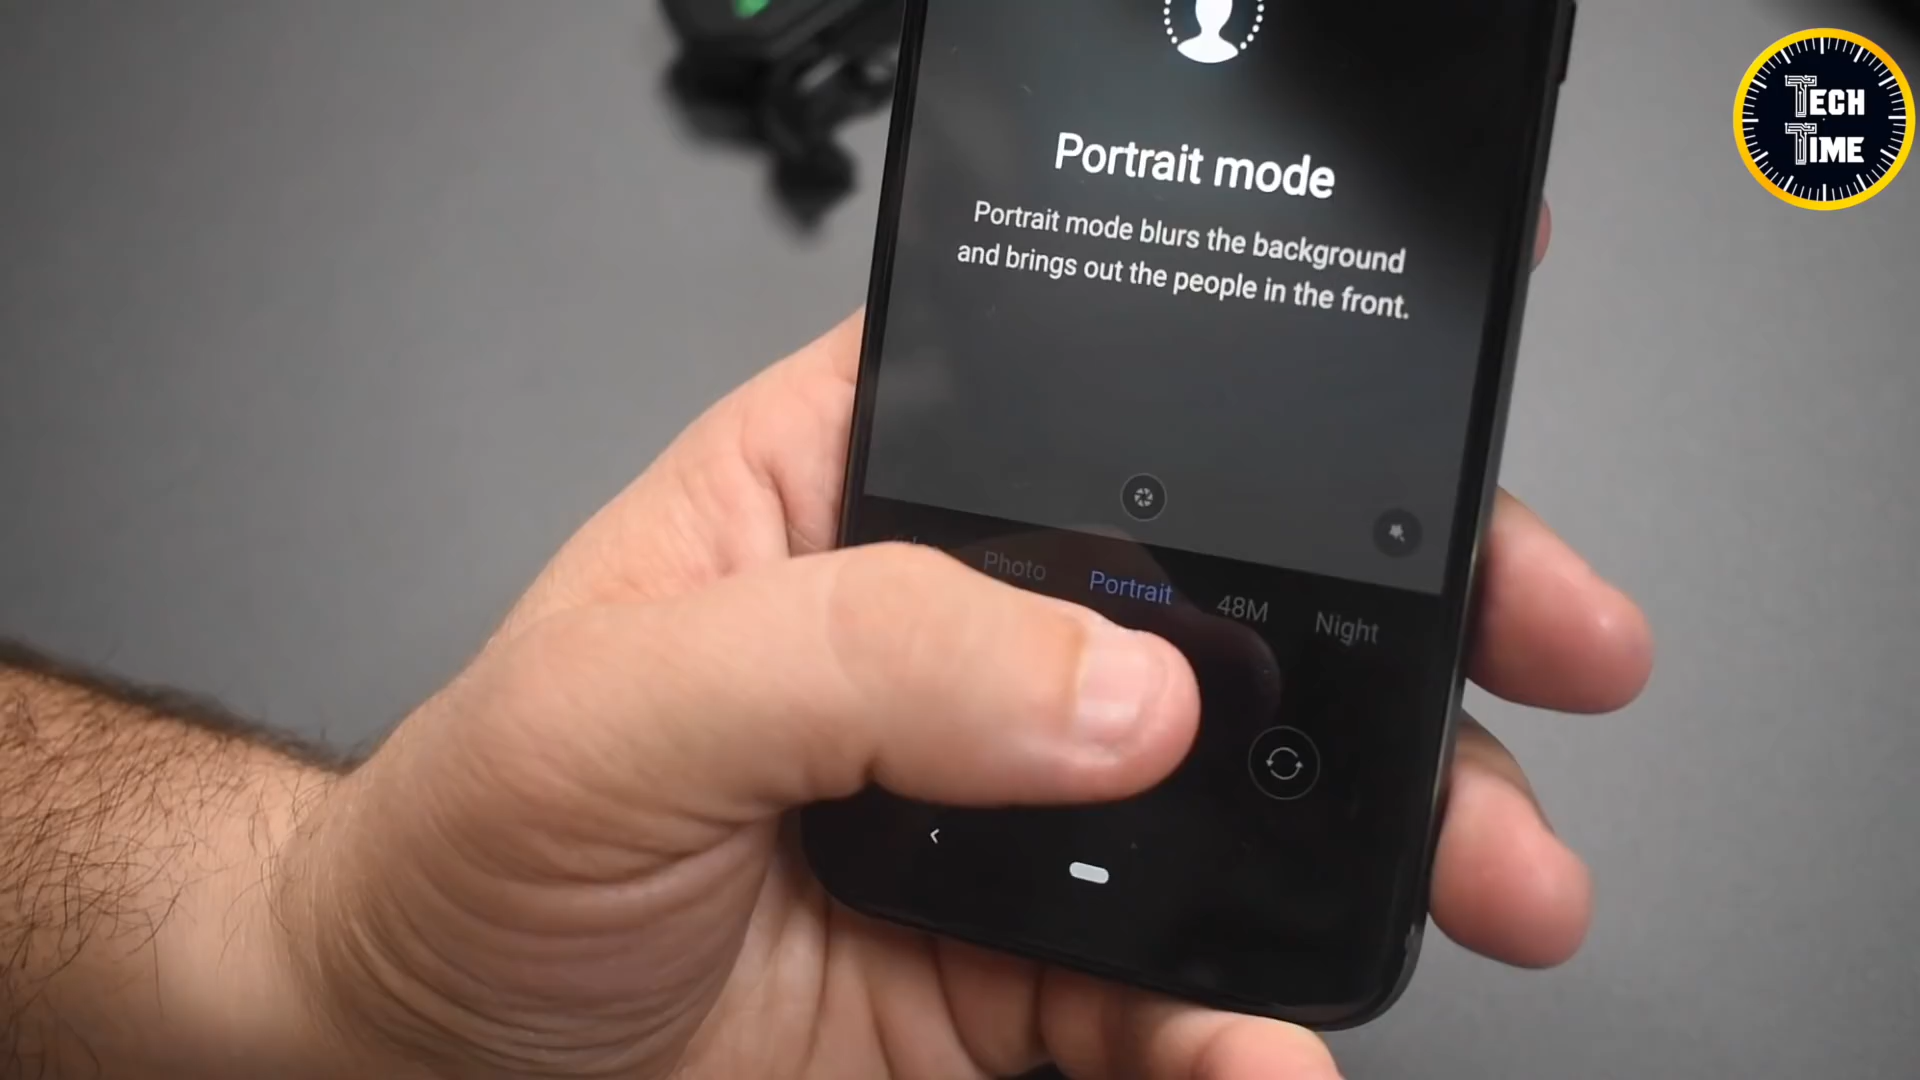 Portrait mode
Portrait mode blurs the background
and brings out the people in the front.
Photo Portrait 48M Night
TECH
TIME